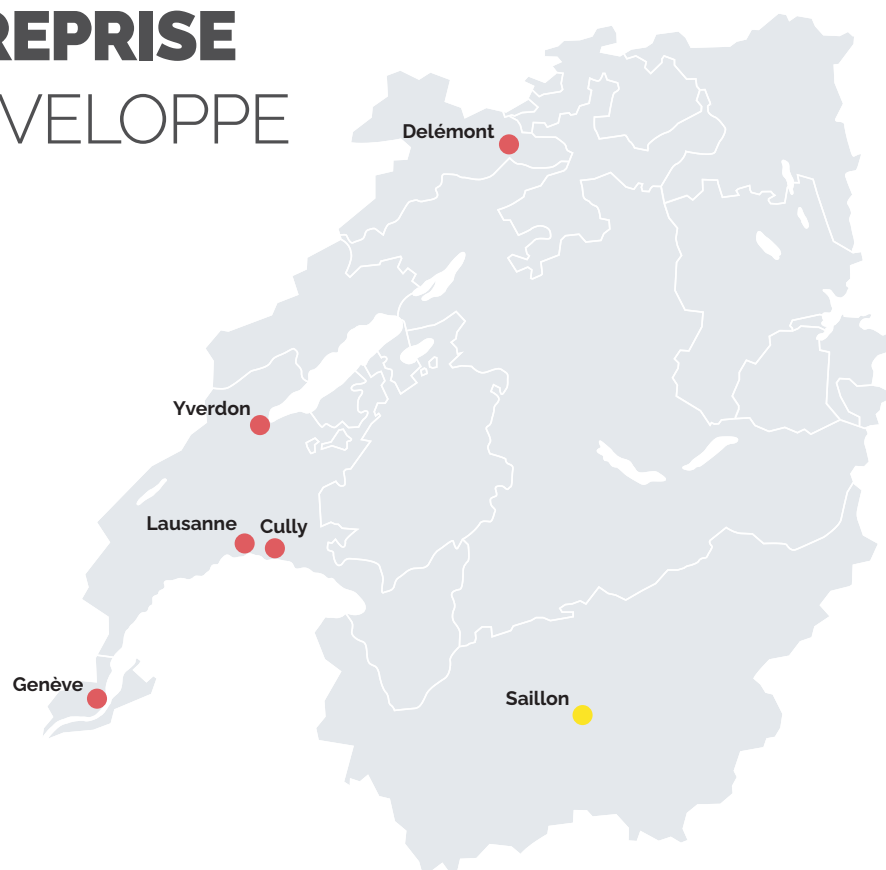 REPRISE
VELOPPE
Delémont
Yverdon
Lausanne
Cully
Genève
Saillon